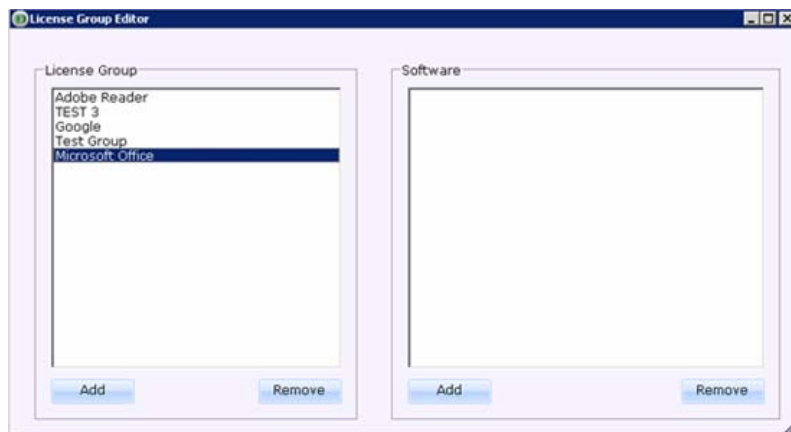 License Group Editor
License Group
Adobe Reader
TEST 3
Google
Test Group
Microsoft Office
Add
Remove
Software
Add
Remove